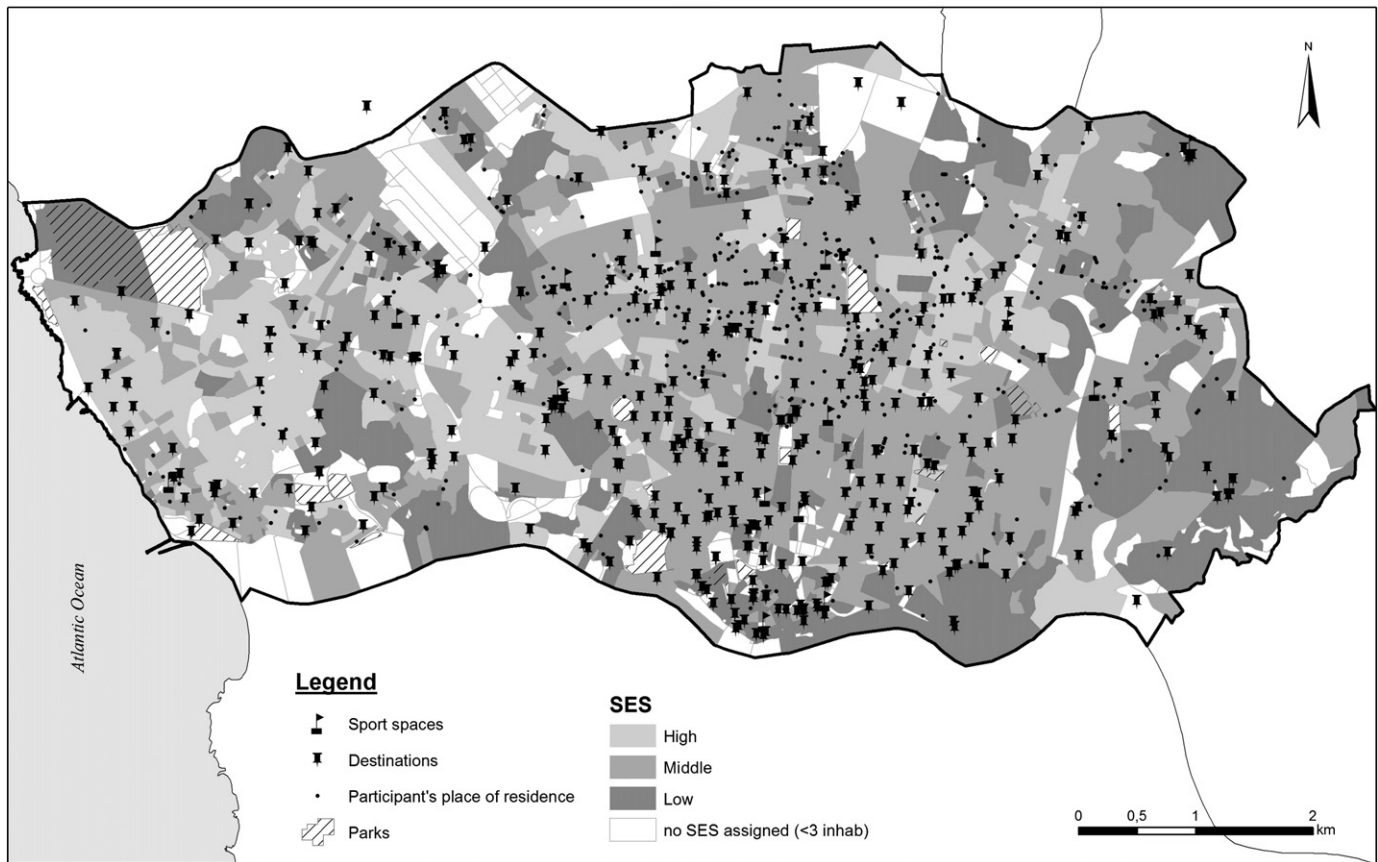 N
Atlantic Ocean
Legend
Sport spaces
Destinations
Participant's place of residence
Parks
SES
High
Middle
Low
no SES assigned (<3 inhab)
0 0,5 1 2
km